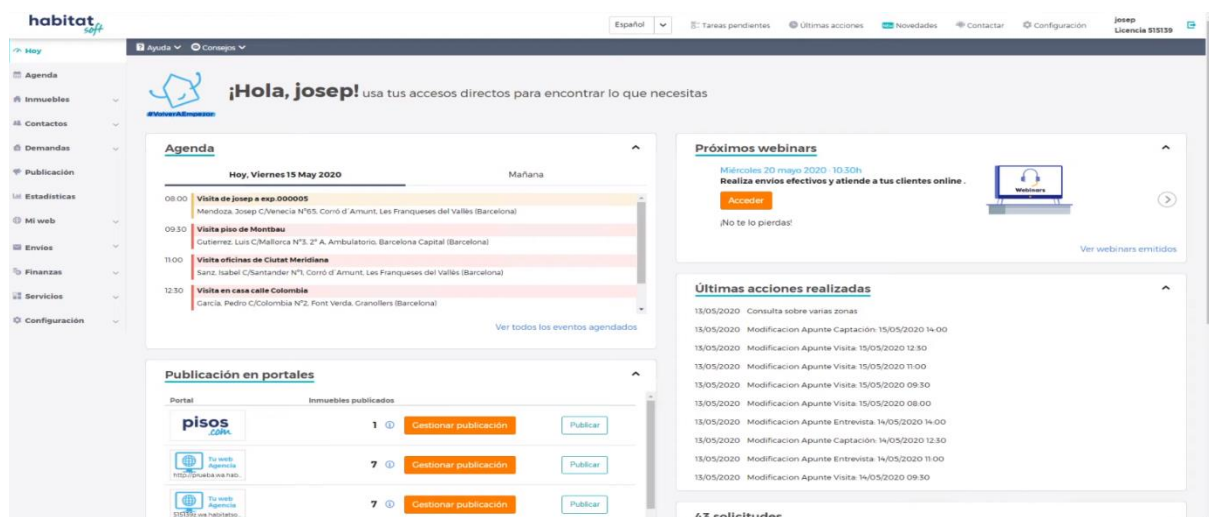 habitat
soft
Español
Tareas pendientes
Últimas acciones
Novedades
Contactar
Configuración
josep
Licencia 515139
Hoy
Ayuda
Consejos
Agenda
Inmuebles
Contactos
Demandas
Publicación
Estadísticas
Mi web
Envíos
Finanzas
Servicios
Configuración
¡Hola, josep! usa tus accesos directos para encontrar lo que necesitas
#VolverAEmpezar
Agenda
Hoy, Viernes 15 May 2020
Mañana
08:00 Visita de josep a exp.000005
Mendoza, Josep C/Venecia Nº65, Corró d´Amunt, Les Franqueses del Vallès (Barcelona)
09:30 Visita piso de Montbau
Gutierrez, Luis C/Mallorca Nº3, 2º A, Ambulatorio, Barcelona Capital (Barcelona)
11:00 Visita oficinas de Ciutat Meridiana
Sanz, Isabel C/Santander Nº1, Corró d´Amunt, Les Franqueses del Vallès (Barcelona)
12:30 Visita en casa calle Colombia
García, Pedro C/Colombia Nº2, Font Verda, Granollers (Barcelona)
Ver todos los eventos agendados
Publicación en portales
Portal
Inmuebles publicados
pisos
.com
1
Gestionar publicación
Publicar
Tu web
Agencia
http://prueba.wa.hab...
7
Gestionar publicación
Publicar
Tu web
Agencia
7
Gestionar publicación
Publicar
Próximos webinars
Miércoles 20 mayo 2020 · 10:30h
Realiza envíos efectivos y atiende a tus clientes online .
Acceder
¡No te lo pierdas!
Webinars
Ver webinars emitidos
Últimas acciones realizadas
13/05/2020 Consulta sobre varias zonas
13/05/2020 Modificacion Apunte Captación: 15/05/2020 14:00
13/05/2020 Modificacion Apunte Visita: 15/05/2020 12:30
13/05/2020 Modificacion Apunte Visita: 15/05/2020 11:00
13/05/2020 Modificacion Apunte Visita: 15/05/2020 09:30
13/05/2020 Modificacion Apunte Visita: 15/05/2020 08:00
13/05/2020 Modificacion Apunte Entrevista: 14/05/2020 14:00
13/05/2020 Modificacion Apunte Captación: 14/05/2020 12:30
13/05/2020 Modificacion Apunte Entrevista: 14/05/2020 11:00
13/05/2020 Modificacion Apunte Visita: 14/05/2020 09:30
43 solicitudes